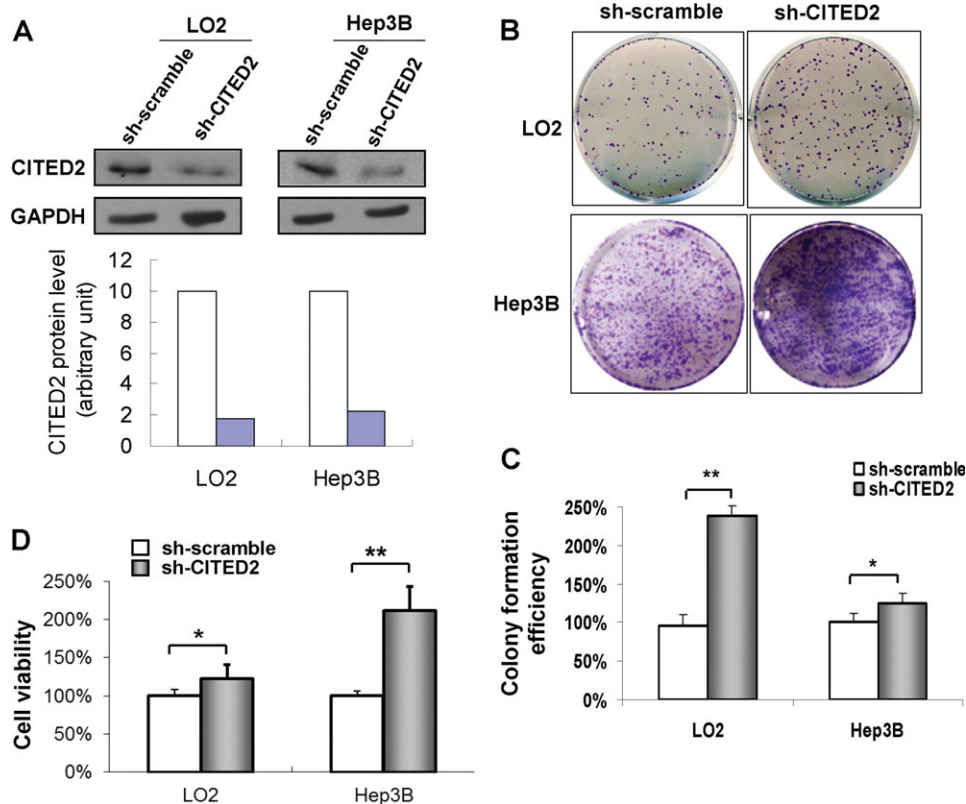 A
LO2
Hep3B
sh-scramble
sh-CITED2
sh-scramble
sh-CITED2
CITED2
GAPDH
CITED2 protein level
(arbitrary unit)
12
10
8
6
4
2
0
LO2
Hep3B
B
sh-scramble
sh-CITED2
LO2
Hep3B
C
sh-scramble
sh-CITED2
Colony formation
efficiency
250%
200%
150%
100%
50%
0%
**
*
LO2
Hep3B
D
sh-scramble
sh-CITED2
Cell viability
250%
200%
150%
100%
50%
0%
*
**
LO2
Hep3B